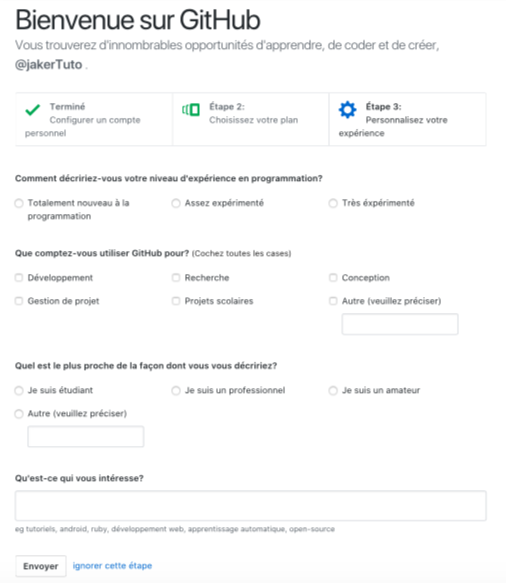 Bienvenue sur GitHub
Vous trouverez d'innombrables opportunités d'apprendre, de coder et de créer,
@jakerTuto .
Terminé
Configurer un compte
personnel
Étape 2:
Choisissez votre plan
Étape 3:
Personnalisez votre
expérience
Comment décririez-vous votre niveau d'expérience en programmation?
Totalement nouveau à la
programmation
Assez expérimenté
Très éxpérimenté
Que comptez-vous utiliser GitHub pour? (Cochez toutes les cases)
Développement
Recherche
Conception
Gestion de projet
Projets scolaires
Autre (veuillez préciser)
Quel est le plus proche de la façon dont vous vous décririez?
Je suis étudiant
Je suis un professionnel
Je suis un amateur
Autre (veuillez préciser)
Qu'est-ce qui vous intéresse?
eg tutoriels, android, ruby, développement web, apprentissage automatique, open-source
Envoyer
ignorer cette étape